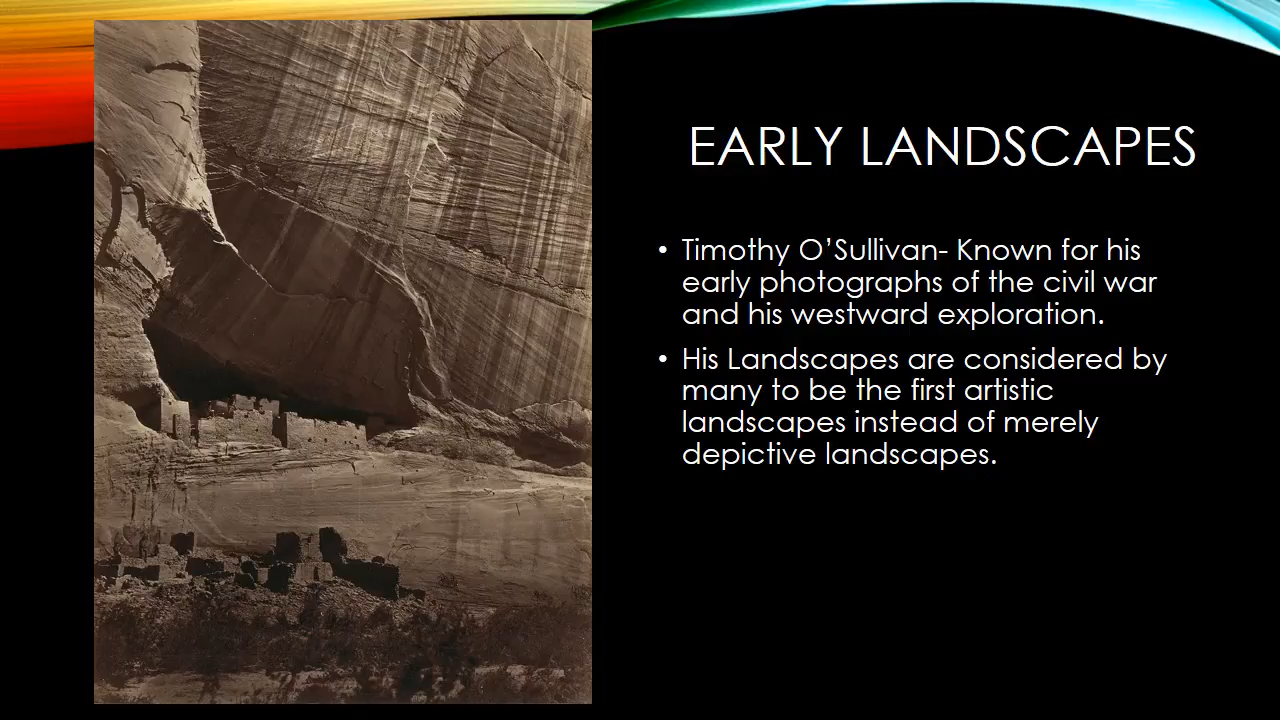 EARLY LANDSCAPES
• Timothy O’Sullivan- Known for his
early photographs of the civil war
and his westward exploration.
• His Landscapes are considered by
many to be the first artistic
landscapes instead of merely
depictive landscapes.